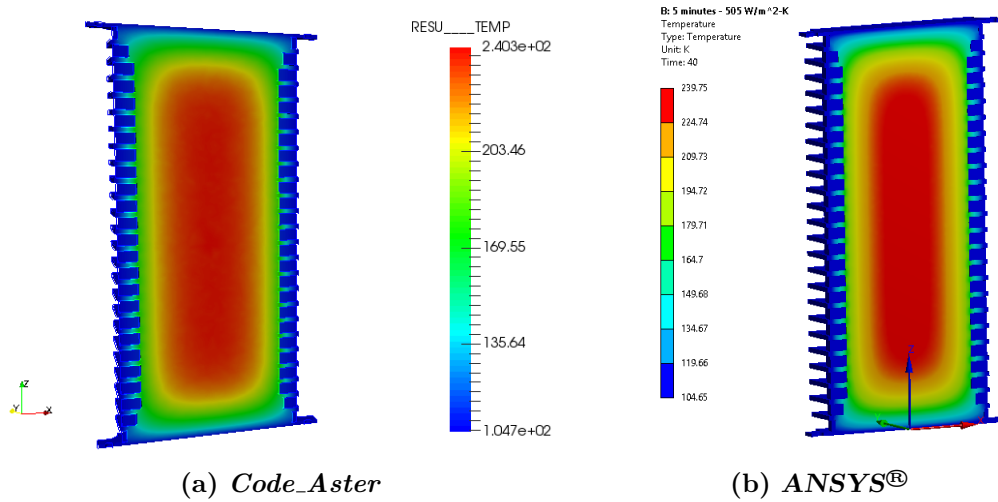 RESU____TEMP
2.403e+02
203.46
169.55
135.64
1.047e+02
Z
Y
X
(a) Code_Aster
B: 5 minutes - 505 W/m^2-K
Temperature
Type: Temperature
Unit: K
Time: 40
239.75
224.74
209.73
194.72
179.71
164.7
149.68
134.67
119.66
104.65
Z
(b) ANSYS®